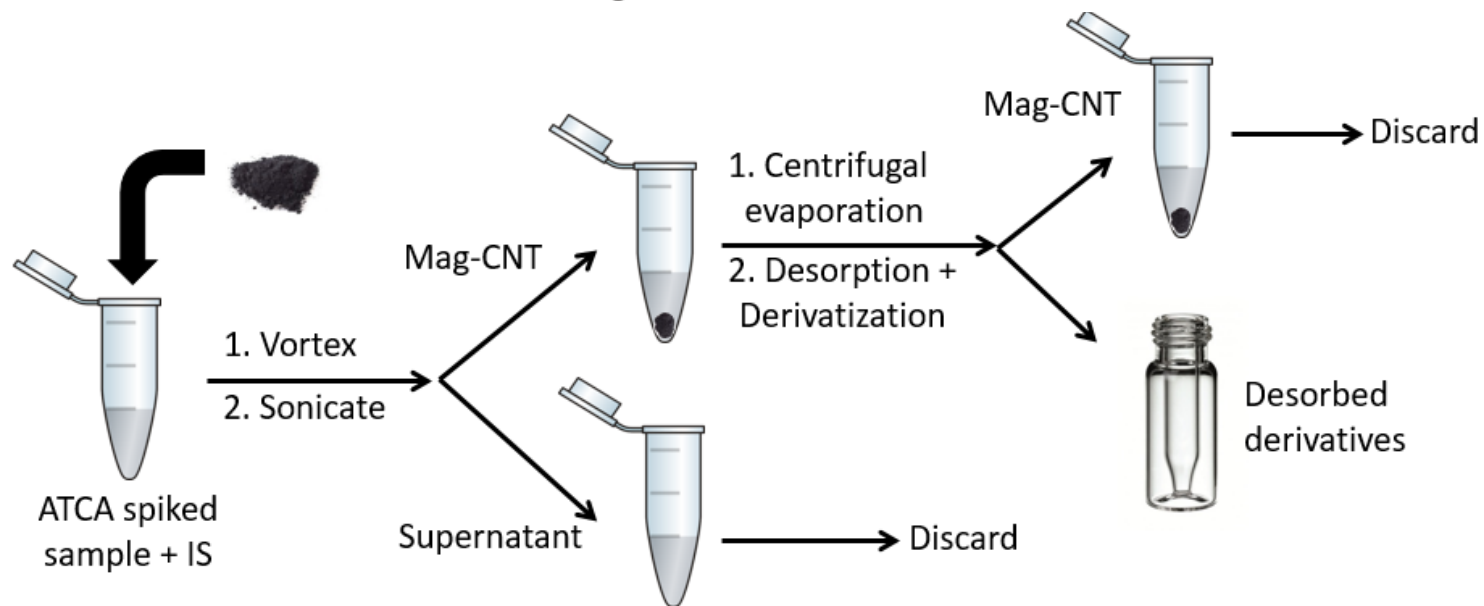 Mag-CNT
Discard
1. Centrifugal
evaporation
2. Desorption +
Derivatization
Mag-CNT
1. Vortex
2. Sonicate
Desorbed
derivatives
ATCA spiked
sample + IS
Supernatant
Discard